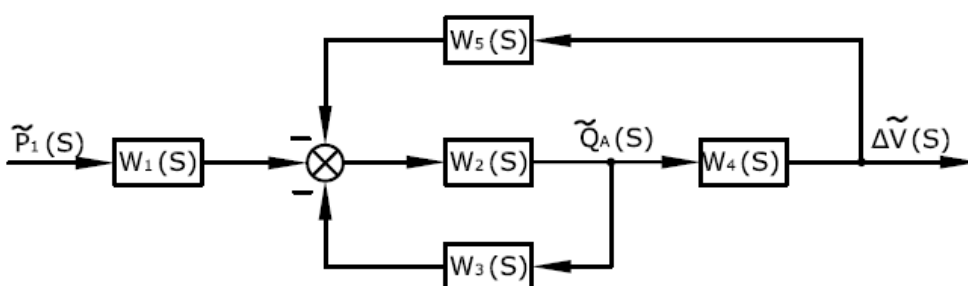 W₅(S)
P̃₁(S)
W₁(S)
−
−
W₂(S)
Q̃ₐ(S)
W₄(S)
ΔṼ(S)
W₃(S)